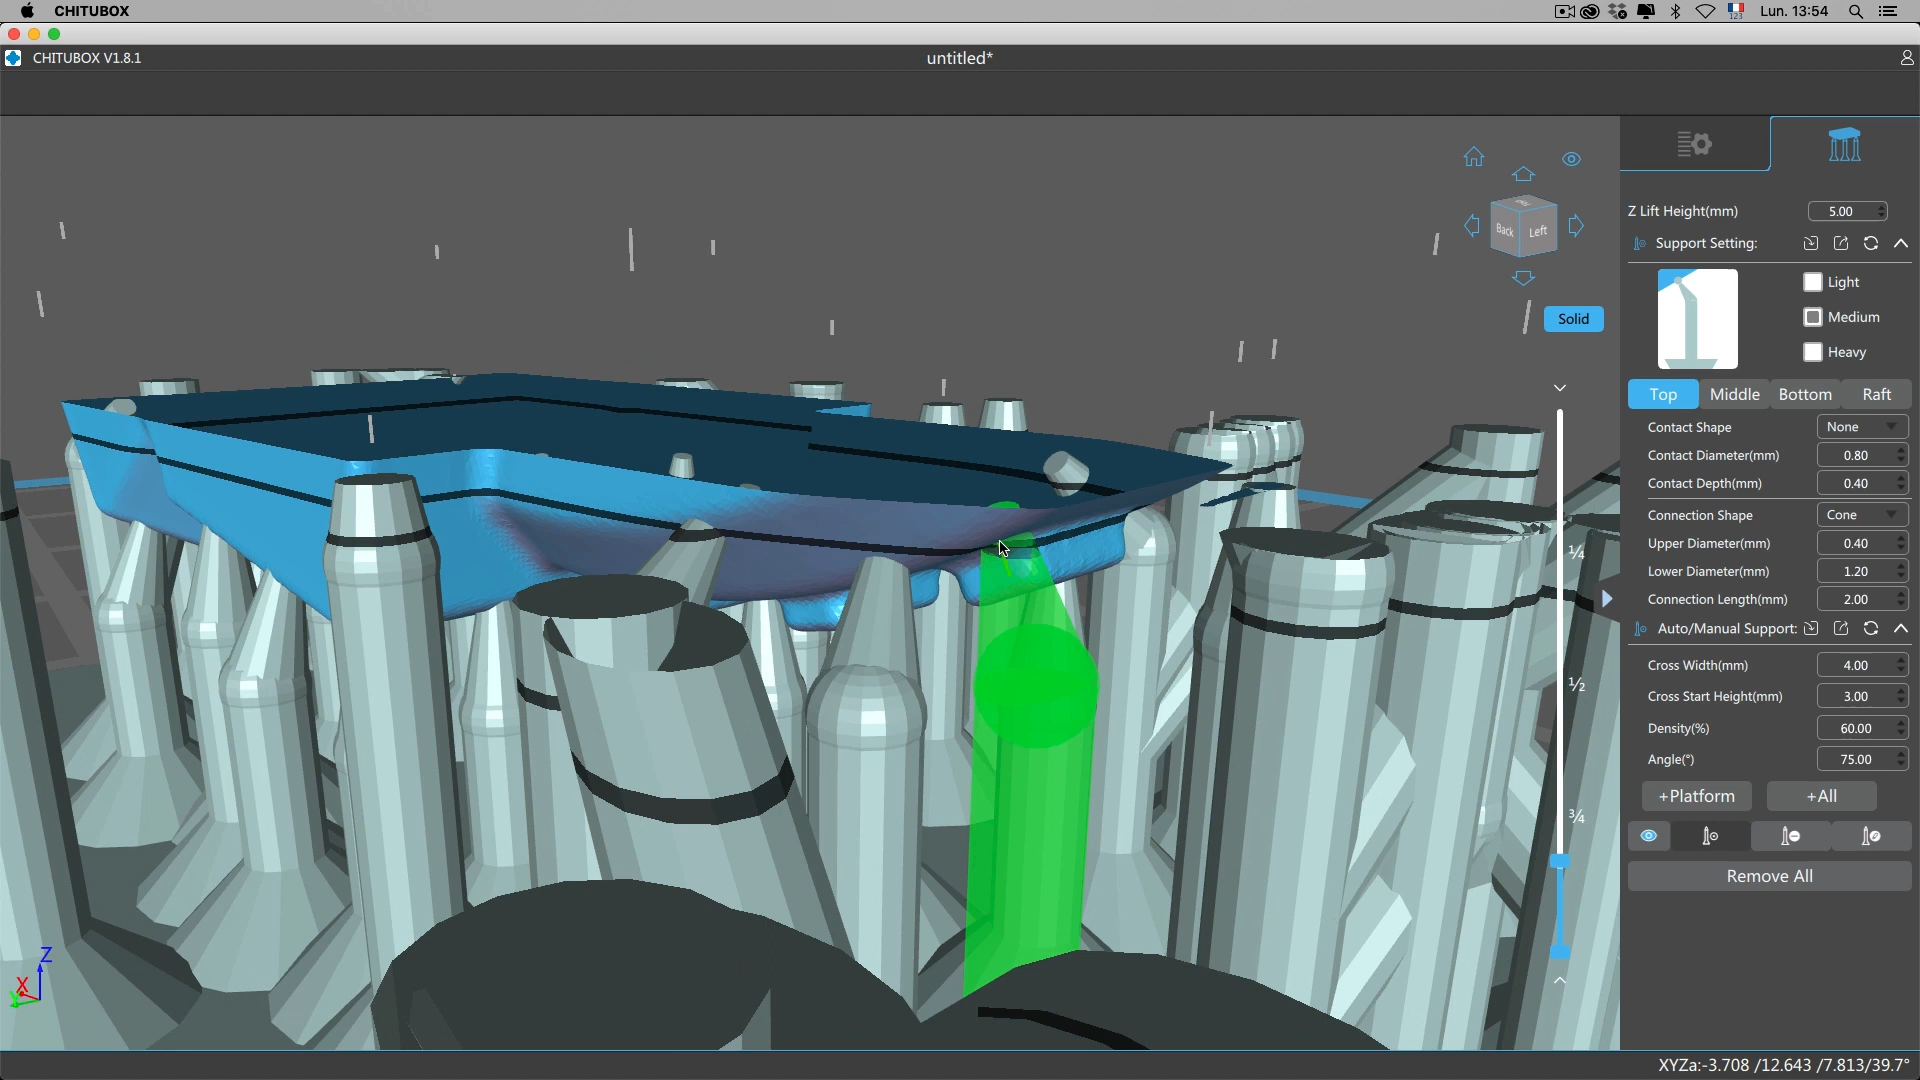 CHITUBOX
Lun. 13:54
123
CHITUBOX V1.8.1
untitled*
Back
Left
Solid
¼
½
¾
Z Lift Height(mm) 5.00
Support Setting:
Light
Medium
Heavy
Top Middle Bottom Raft
Contact Shape None
Contact Diameter(mm) 0.80
Contact Depth(mm) 0.40
Connection Shape Cone
Upper Diameter(mm) 0.40
Lower Diameter(mm) 1.20
Connection Length(mm) 2.00
Auto/Manual Support:
Cross Width(mm) 4.00
Cross Start Height(mm) 3.00
Density(%) 60.00
Angle(°) 75.00
+Platform +All
Remove All
Z
X
Y
XYZa:-3.708 /12.643 /7.813/39.7°